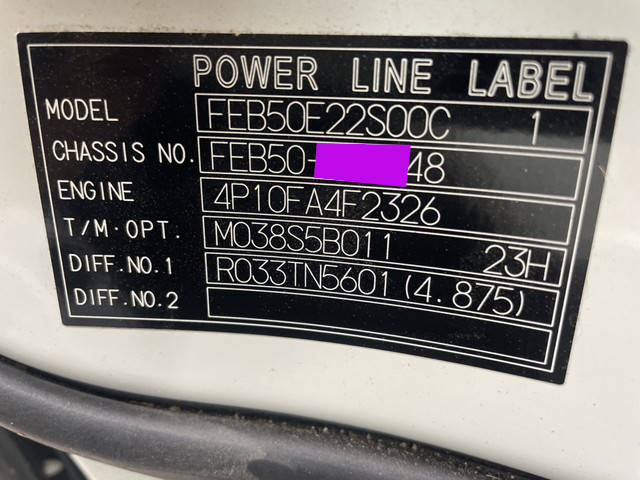 POWER LINE LABEL
MODEL FEB50E22S00C 1
CHASSIS NO. FEB50- 48
ENGINE 4P10FA4F2326
T/M·OPT. M038S5B011 23H
DIFF.NO.1 R033TN5601 (4.875)
DIFF.NO.2